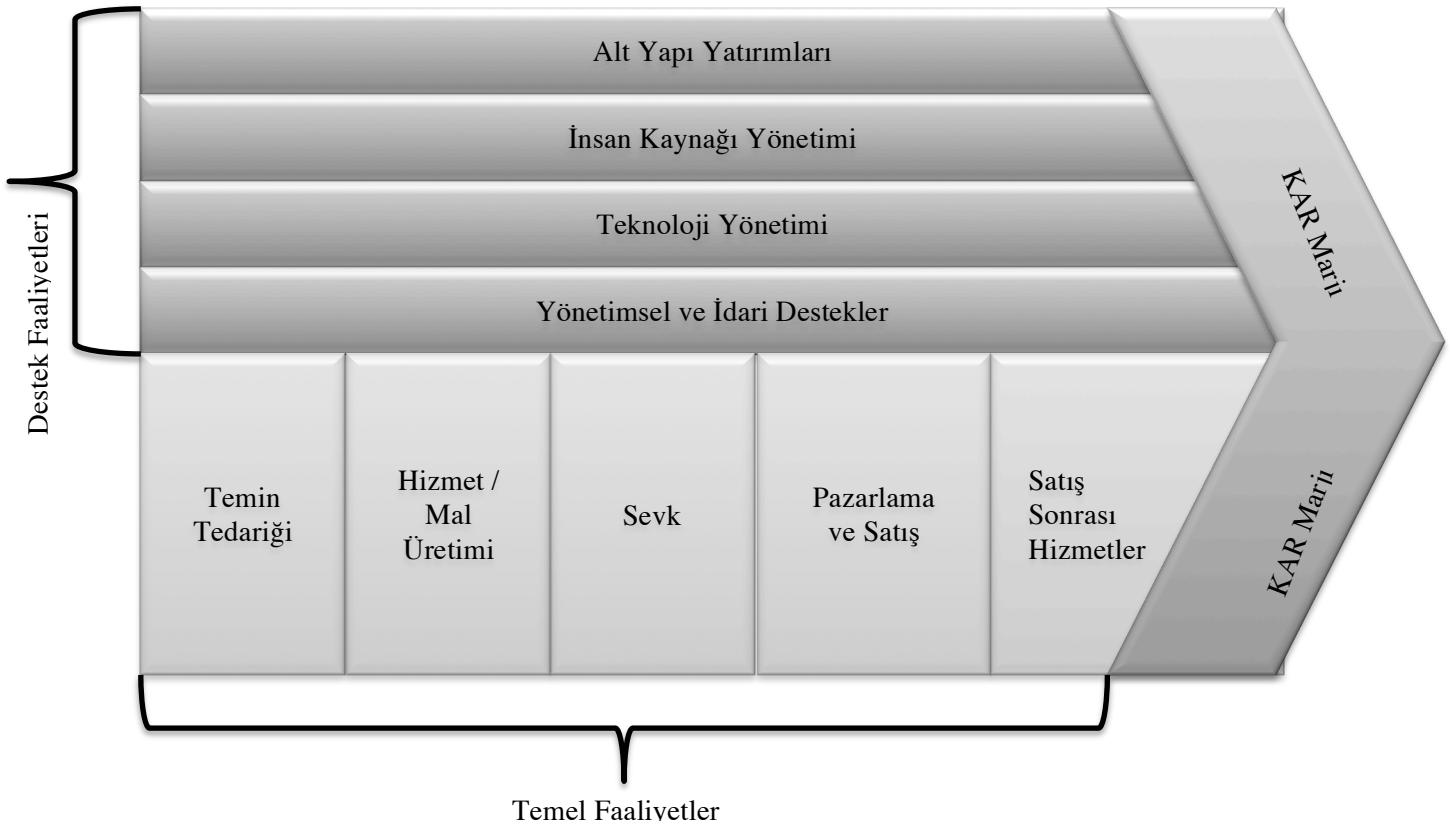 Alt Yapı Yatırımları
İnsan Kaynağı Yönetimi
Teknoloji Yönetimi
Yönetimsel ve İdari Destekler
Destek Faaliyetleri
KAR Marjı
KAR Marjı
Temin
Tedariği
Hizmet /
Mal
Üretimi
Sevk
Pazarlama
ve Satış
Satış
Sonrası
Hizmetler
Temel Faaliyetler